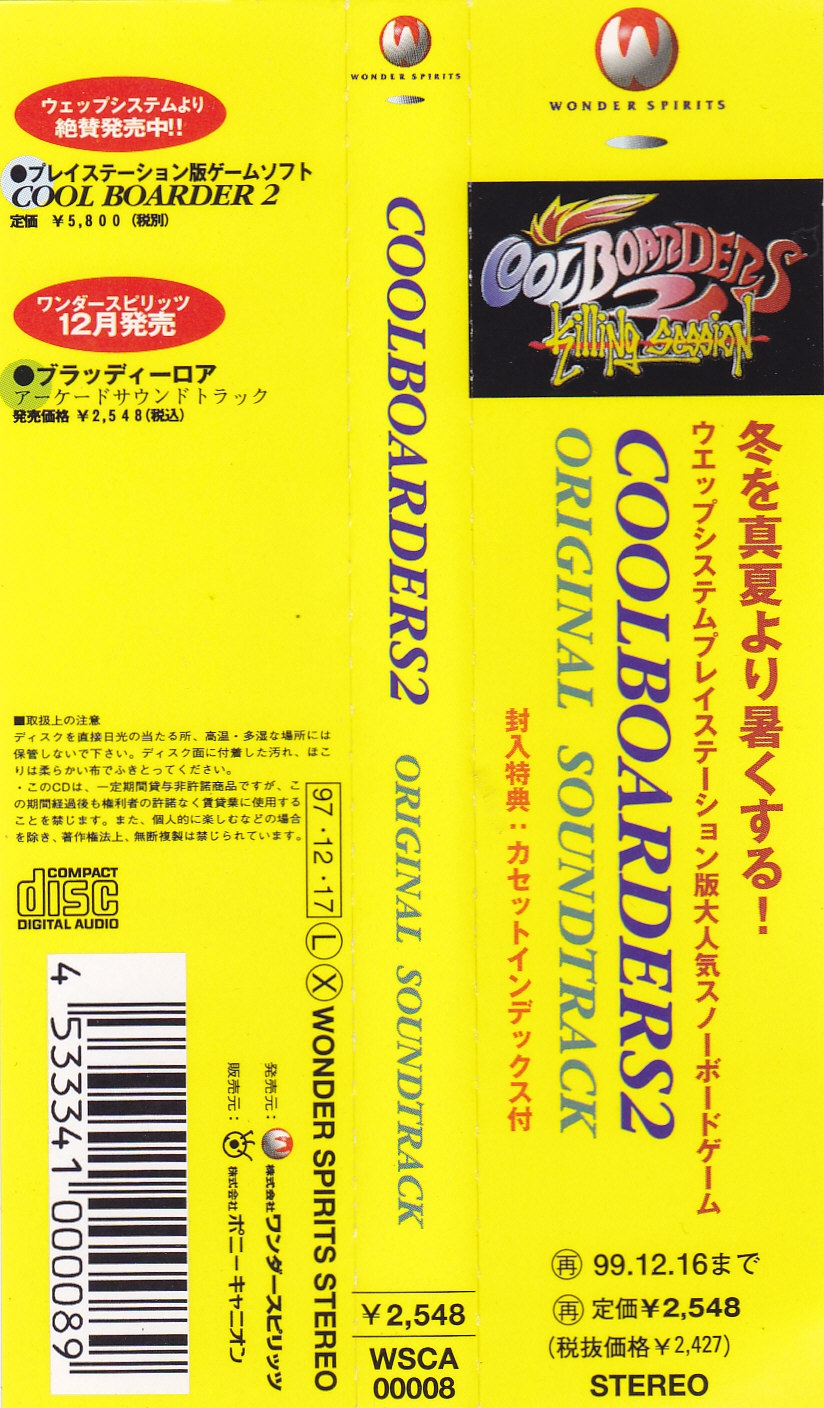 ウェップシステムより
絶賛発売中!!
●プレイステーション版ゲームソフト
COOL BOARDER 2
定価 ￥5,800 (税別)
ワンダースピリッツ
12月発売
●ブラッディーロア
アーケードサウンドトラック
発売価格 ￥2,548(税込)
■取扱上の注意
ディスクを直接日光の当たる所、高温・多湿な場所には
保管しないで下さい。ディスク面に付着した汚れ、ほこ
りは柔らかい布でふきとってください。
・このCDは、一定期間貸与非許諾商品ですが、こ
の期間経過後も権利者の許諾なく賃貸業に使用する
ことを禁じます。また、個人的に楽しむなどの場合
を除き、著作権法上、無断複製は禁じられています。
COMPACT
disc
DIGITAL AUDIO
4 533341 000089
97・12・17 Ⓛ Ⓧ WONDER SPIRITS STEREO
発売元： 株式会社ワンダースピリッツ
販売元： 株式会社ポニーキャニオン
W
WONDER SPIRITS
COOLBOARDERS2 ORIGINAL SOUNDTRACK
￥2,548
WSCA
00008
W
WONDER SPIRITS
COOLBOARDERS
2
Killing Session
冬を真夏より暑くする！
ウエップシステムプレイステーション版大人気スノーボードゲーム
COOLBOARDERS2
ORIGINAL SOUNDTRACK
封入特典：カセットインデックス付
㊢ 99.12.16まで
㊢ 定価￥2,548
(税抜価格￥2,427)
STEREO